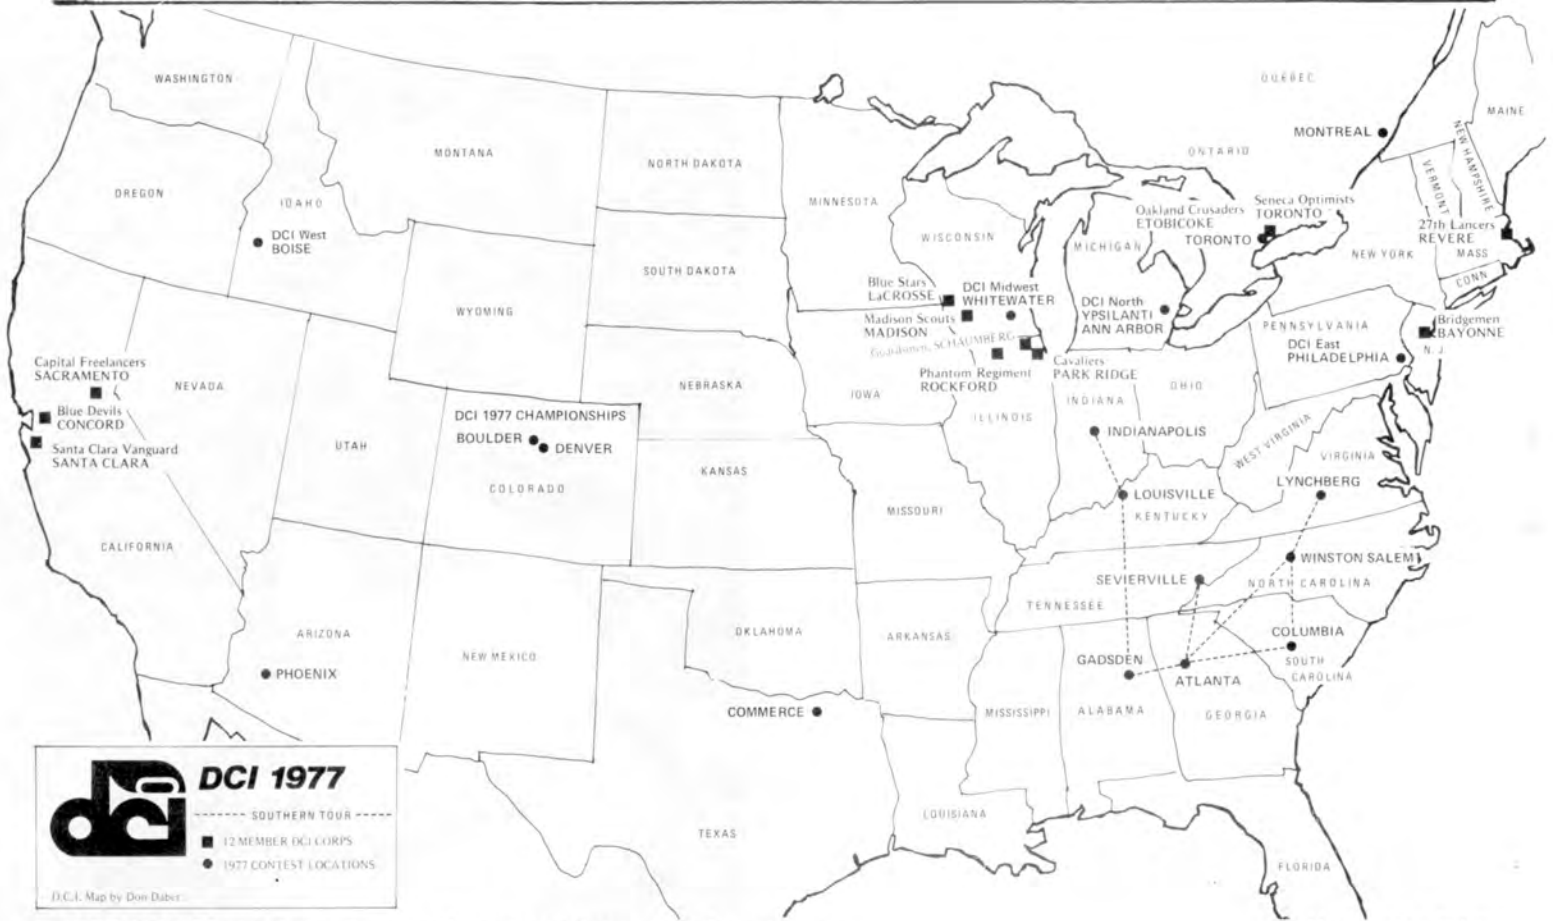 WASHINGTON
OREGON
IDAHO
DCI West
BOISE
MONTANA
WYOMING
NORTH DAKOTA
SOUTH DAKOTA
NEBRASKA
KANSAS
MINNESOTA
IOWA
MISSOURI
WISCONSIN
Blue Stars
LaCROSSE
Madison Scouts
MADISON
DCI Midwest
WHITEWATER
Guardsmen, SCHAUMBERG
Phantom Regiment
ROCKFORD
Cavaliers
PARK RIDGE
ILLINOIS
MICHIGAN
DCI North
YPSILANTI
ANN ARBOR
INDIANA
INDIANAPOLIS
OHIO
ONTARIO
QUEBEC
MONTREAL
Oakland Crusaders
ETOBICOKE
Seneca Optimists
TORONTO
TORONTO
MAINE
NEW HAMPSHIRE
VERMONT
27th Lancers
REVERE
MASS
CONN
NEW YORK
PENNSYLVANIA
DCI East
PHILADELPHIA
Bridgemen
BAYONNE
N. J.
WEST VIRGINIA
VIRGINIA
LYNCHBERG
LOUISVILLE
KENTUCKY
WINSTON SALEM
NORTH CAROLINA
SEVIERVILLE
TENNESSEE
COLUMBIA
SOUTH
CAROLINA
GADSDEN
ATLANTA
ALABAMA
GEORGIA
MISSISSIPPI
FLORIDA
LOUISIANA
ARKANSAS
OKLAHOMA
COMMERCE
TEXAS
NEW MEXICO
ARIZONA
PHOENIX
Capital Freelancers
SACRAMENTO
Blue Devils
CONCORD
Santa Clara Vanguard
SANTA CLARA
CALIFORNIA
NEVADA
UTAH
DCI 1977 CHAMPIONSHIPS
BOULDER
DENVER
COLORADO
dci
DCI 1977
SOUTHERN TOUR
12 MEMBER DCI CORPS
1977 CONTEST LOCATIONS
D.C.I. Map by Don Daber